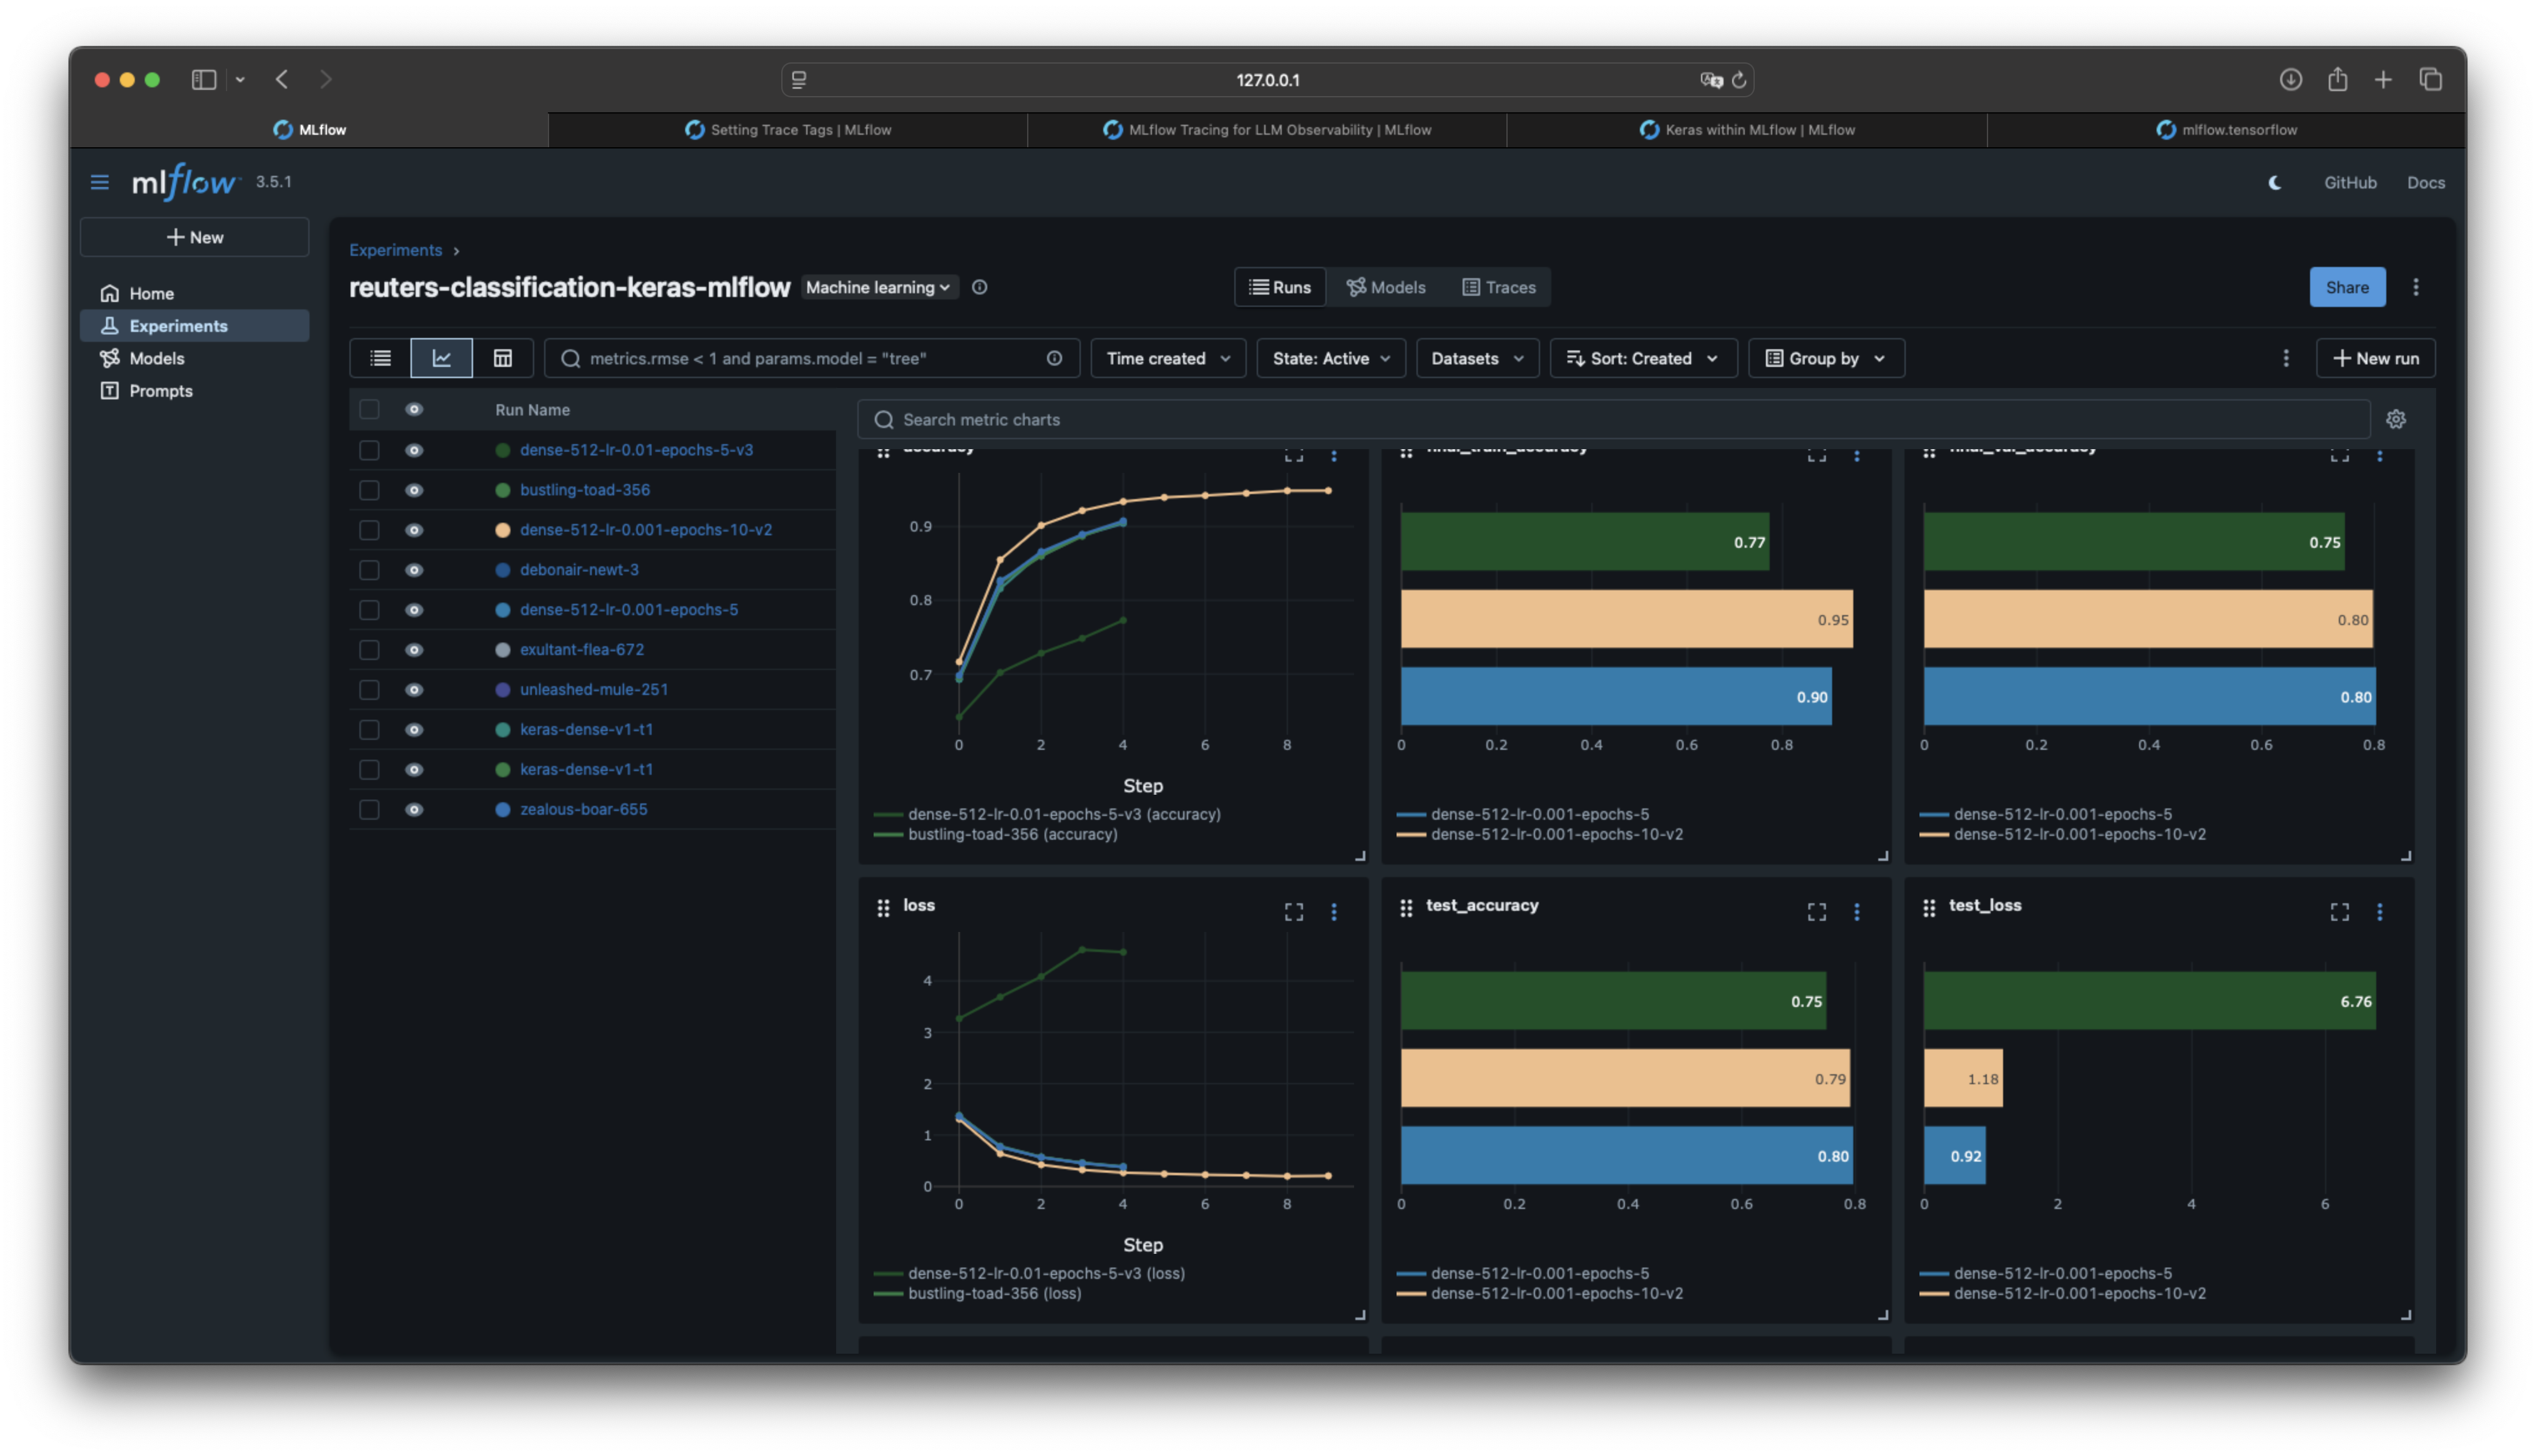 127.0.0.1
MLflow
Setting Trace Tags | MLflow
MLflow Tracing for LLM Observability | MLflow
Keras within MLflow | MLflow
mlflow.tensorflow
mlflow 3.5.1
GitHub
Docs
New
Home
Experiments
Models
Prompts
Experiments ›
reuters-classification-keras-mlflow
Machine learning
Runs
Models
Traces
Share
metrics.rmse < 1 and params.model = "tree"
Time created
State: Active
Datasets
Sort: Created
Group by
New run
Run Name
dense-512-lr-0.01-epochs-5-v3
bustling-toad-356
dense-512-lr-0.001-epochs-10-v2
debonair-newt-3
dense-512-lr-0.001-epochs-5
exultant-flea-672
unleashed-mule-251
keras-dense-v1-t1
keras-dense-v1-t1
zealous-boar-655
Search metric charts
accuracy
0.9
0.8
0.7
0 2 4 6 8
Step
dense-512-lr-0.01-epochs-5-v3 (accuracy)
bustling-toad-356 (accuracy)
final_train_accuracy
0.77
0.95
0.90
0 0.2 0.4 0.6 0.8
dense-512-lr-0.001-epochs-5
dense-512-lr-0.001-epochs-10-v2
final_val_accuracy
0.75
0.80
0.80
0 0.2 0.4 0.6 0.8
dense-512-lr-0.001-epochs-5
dense-512-lr-0.001-epochs-10-v2
loss
4
3
2
1
0
0 2 4 6 8
Step
dense-512-lr-0.01-epochs-5-v3 (loss)
bustling-toad-356 (loss)
test_accuracy
0.75
0.79
0.80
0 0.2 0.4 0.6 0.8
dense-512-lr-0.001-epochs-5
dense-512-lr-0.001-epochs-10-v2
test_loss
6.76
1.18
0.92
0 2 4 6
dense-512-lr-0.001-epochs-5
dense-512-lr-0.001-epochs-10-v2